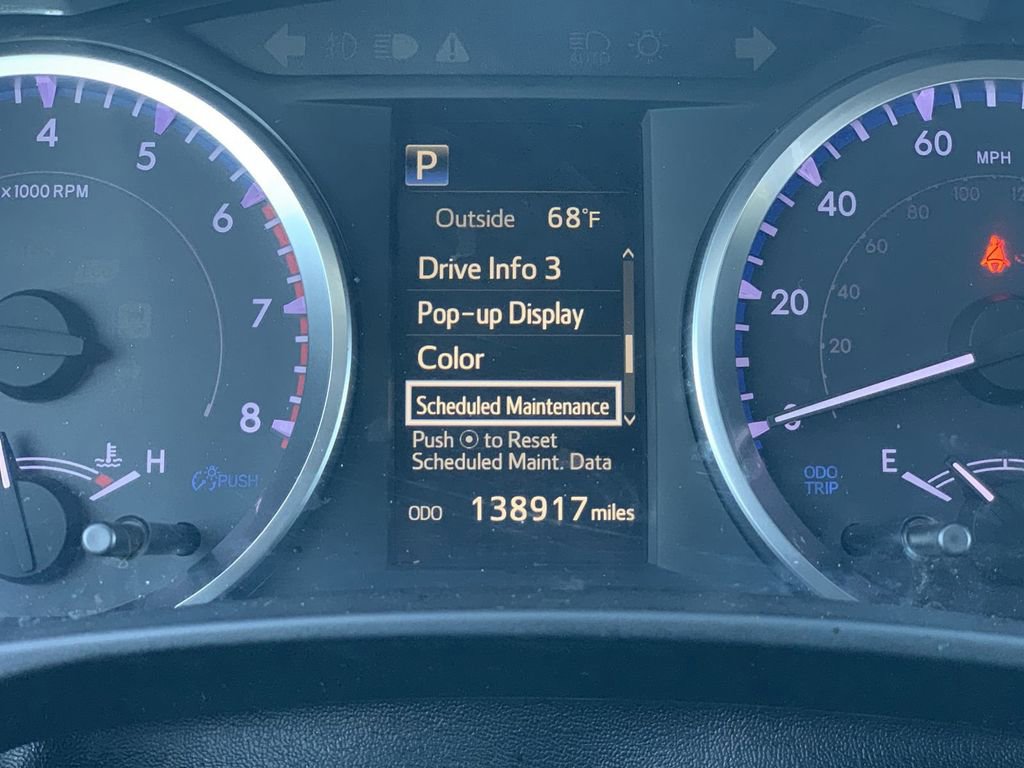 4
5
6
7
8
x1000 RPM
H
PUSH
P
Outside 68°F
Drive Info 3
Pop-up Display
Color
Scheduled Maintenance
Push to Reset
Scheduled Maint. Data
ODO 138917 miles
AUTO
60
MPH
40
20
0
100
80
60
40
20
ODO
TRIP
E